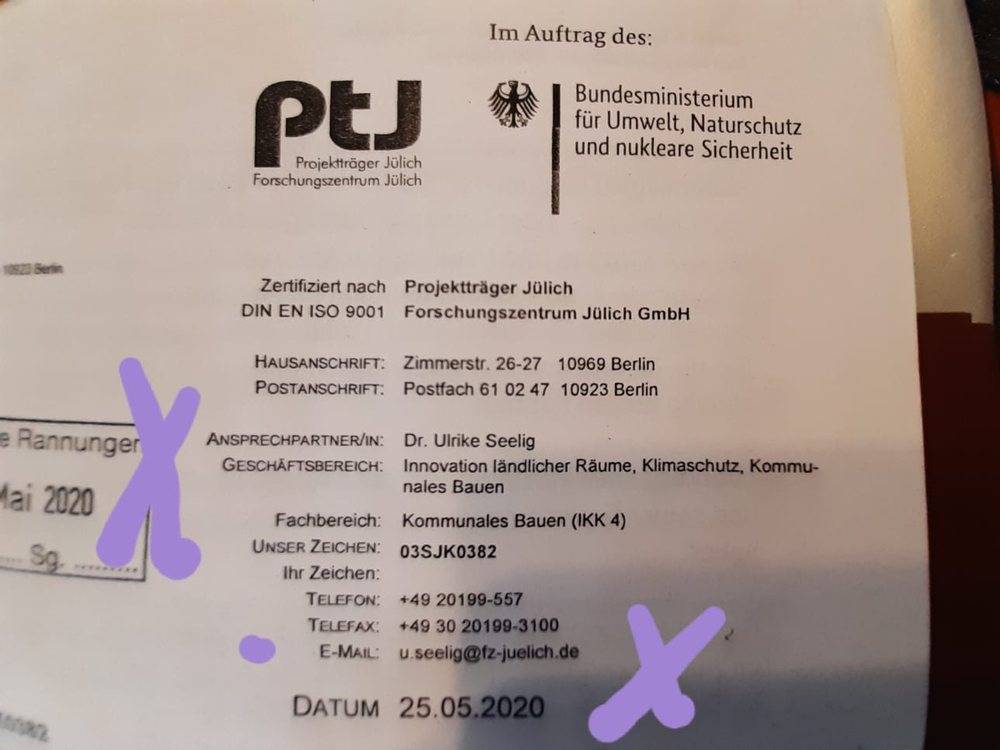 Im Auftrag des:
ptJ
Projektträger Jülich
Forschungszentrum Jülich
Bundesministerium
für Umwelt, Naturschutz
und nukleare Sicherheit
10923 Berlin
Zertifiziert nach Projektträger Jülich
DIN EN ISO 9001 Forschungszentrum Jülich GmbH
HAUSANSCHRIFT: Zimmerstr. 26-27 10969 Berlin
POSTANSCHRIFT: Postfach 61 02 47 10923 Berlin
e Rannungen
Mai 2020
Sg.
ANSPRECHPARTNER/IN: Dr. Ulrike Seelig
GESCHÄFTSBEREICH: Innovation ländlicher Räume, Klimaschutz, Kommu-
nales Bauen
Fachbereich: Kommunales Bauen (IKK 4)
UNSER ZEICHEN: 03SJK0382
Ihr Zeichen:
TELEFON: +49 20199-557
TELEFAX: +49 30 20199-3100
E-MAIL: u.seelig@fz-juelich.de
DATUM 25.05.2020